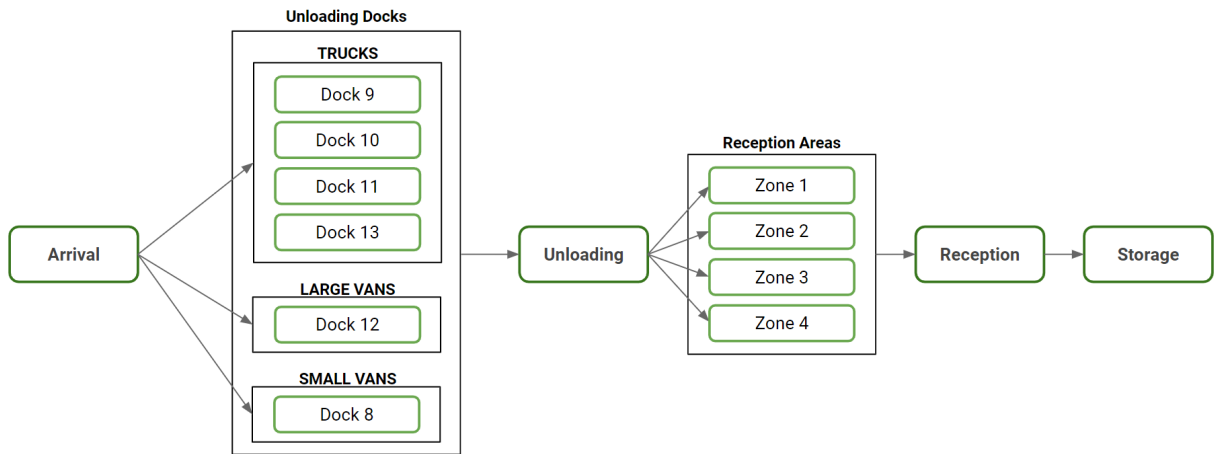 Unloading Docks
TRUCKS
Dock 9
Dock 10
Dock 11
Dock 13
LARGE VANS
Dock 12
SMALL VANS
Dock 8
Arrival
Unloading
Reception Areas
Zone 1
Zone 2
Zone 3
Zone 4
Reception
Storage